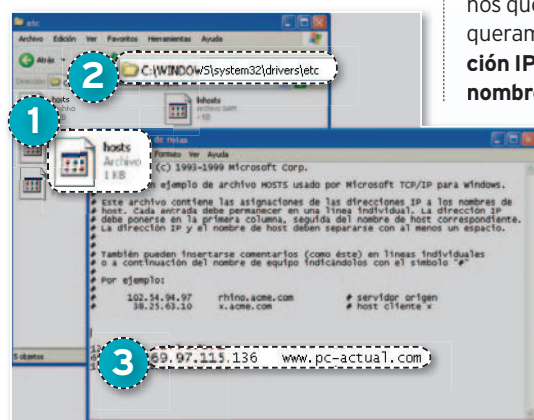 etc
Archivo Edición Ver Favoritos Herramientas Ayuda
Atrás
2
C:\WINDOWS\system32\drivers\etc
Dirección
hosts
lmhosts
archivo SAM
1
hosts
Archivo
1 KB
de notas
Formato Ver Ayuda
(c) 1993-1999 Microsoft Corp.
ejemplo de archivo HOSTS usado por Microsoft TCP/IP para Windows.
# Este archivo contiene las asignaciones de las direcciones IP a los nombres de
# host. Cada entrada debe permanecer en una línea individual. La dirección IP
# debe ponerse en la primera columna, seguida del nombre de host correspondiente.
# La dirección IP y el nombre de host deben separarse con al menos un espacio.
#
#
# También pueden insertarse comentarios (como éste) en líneas individuales
# o a continuación del nombre de equipo indicándolos con el símbolo "#"
#
# Por ejemplo:
#
# 102.54.94.97 rhino.acme.com # servidor origen
# 38.25.63.10 x.acme.com # host cliente x
3
69.97.115.136 www.pc-actual.com
5 objetos
nos que
queram
ción IP
nombre